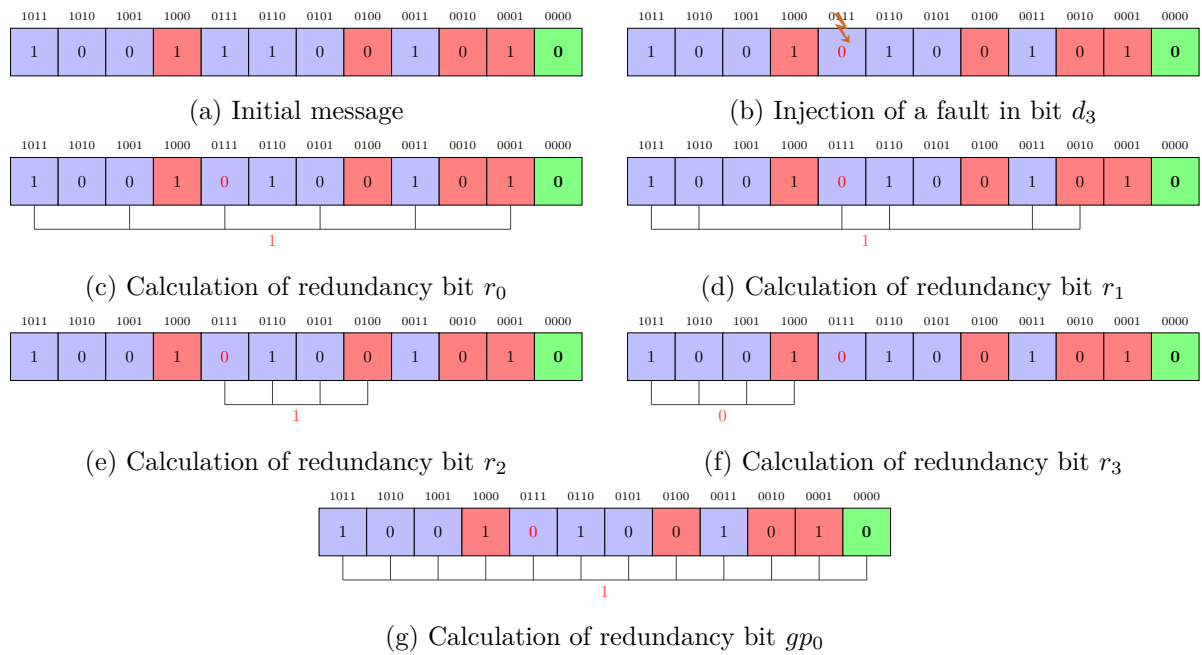 1011 1010 1001 1000 0111 0110 0101 0100 0011 0010 0001 0000
1 0 0 1 1 1 0 0 1 0 1 0
(a) Initial message
1011 1010 1001 1000 0111 0110 0101 0100 0011 0010 0001 0000
1 0 0 1 0 1 0 0 1 0 1 0
(b) Injection of a fault in bit d₃
1011 1010 1001 1000 0111 0110 0101 0100 0011 0010 0001 0000
1 0 0 1 0 1 0 0 1 0 1 0
1
(c) Calculation of redundancy bit r₀
1011 1010 1001 1000 0111 0110 0101 0100 0011 0010 0001 0000
1 0 0 1 0 1 0 0 1 0 1 0
1
(d) Calculation of redundancy bit r₁
1011 1010 1001 1000 0111 0110 0101 0100 0011 0010 0001 0000
1 0 0 1 0 1 0 0 1 0 1 0
1
(e) Calculation of redundancy bit r₂
1011 1010 1001 1000 0111 0110 0101 0100 0011 0010 0001 0000
1 0 0 1 0 1 0 0 1 0 1 0
0
(f) Calculation of redundancy bit r₃
1011 1010 1001 1000 0111 0110 0101 0100 0011 0010 0001 0000
1 0 0 1 0 1 0 0 1 0 1 0
1
(g) Calculation of redundancy bit gp₀